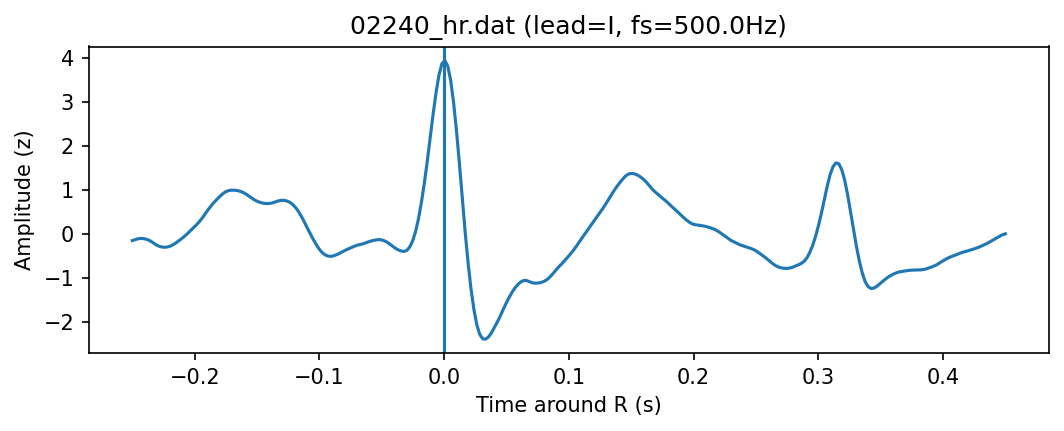 02240_hr.dat (lead=I, fs=500.0Hz)
4
3
2
1
0
−1
−2
Amplitude (z)
−0.2 −0.1 0.0 0.1 0.2 0.3 0.4
Time around R (s)